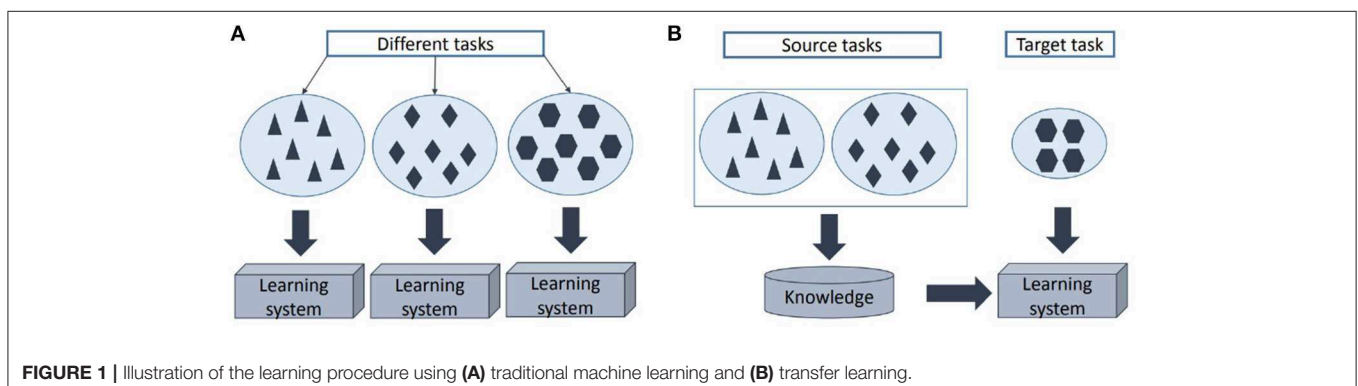 A
Different tasks
Learning
system
Learning
system
Learning
system
B
Source tasks
Target task
Knowledge
Learning
system
FIGURE 1 | Illustration of the learning procedure using (A) traditional machine learning and (B) transfer learning.